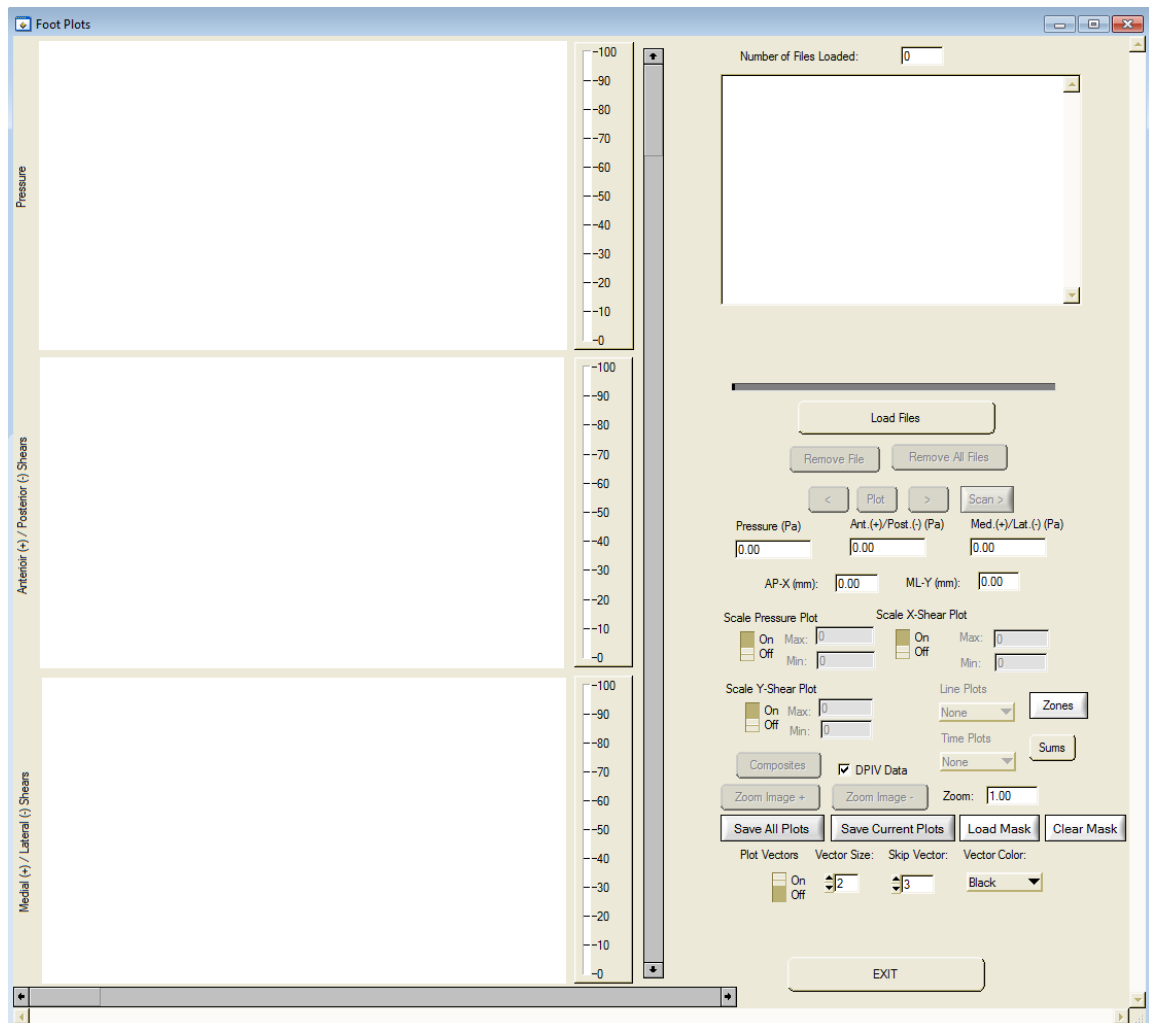 Foot Plots
Pressure
100
90
80
70
60
50
40
30
20
10
0
Anterioir (+) / Posterior (-) Shears
100
90
80
70
60
50
40
30
20
10
0
Medial (+) / Lateral (-) Shears
100
90
80
70
60
50
40
30
20
10
0
Number of Files Loaded: 0
Load Files
Remove File Remove All Files
< Plot > Scan >
Pressure (Pa) Ant.(+)/Post.(-) (Pa) Med.(+)/Lat.(-) (Pa)
0.00 0.00 0.00
AP-X (mm): 0.00 ML-Y (mm): 0.00
Scale Pressure Plot Scale X-Shear Plot
On Max: 0 On Max: 0
Off Min: 0 Off Min: 0
Scale Y-Shear Plot Line Plots
On Max: 0 None Zones
Off Min: 0
Time Plots
Composites DPIV Data None Sums
Zoom Image + Zoom Image - Zoom: 1.00
Save All Plots Save Current Plots Load Mask Clear Mask
Plot Vectors Vector Size: Skip Vector: Vector Color:
On 2 3 Black
Off
EXIT